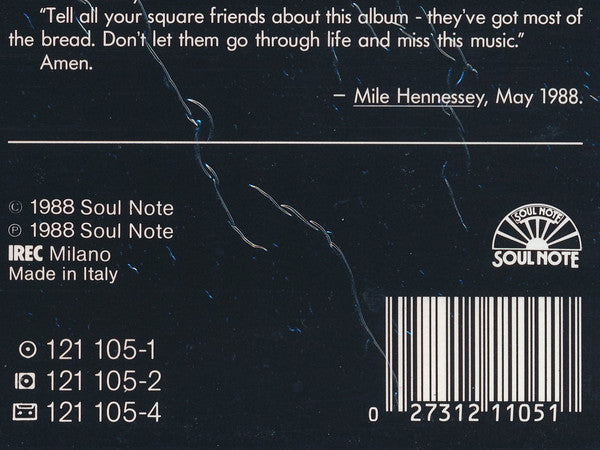 "Tell all your square friends about this album - they've got most of
the bread. Don't let them go through life and miss this music."
Amen.
– Mile Hennessey, May 1988.
© 1988 Soul Note
℗ 1988 Soul Note
IREC Milano
Made in Italy
SOUL NOTE
SOUL NOTE
121 105-1
121 105-2
121 105-4
0 27312 11051